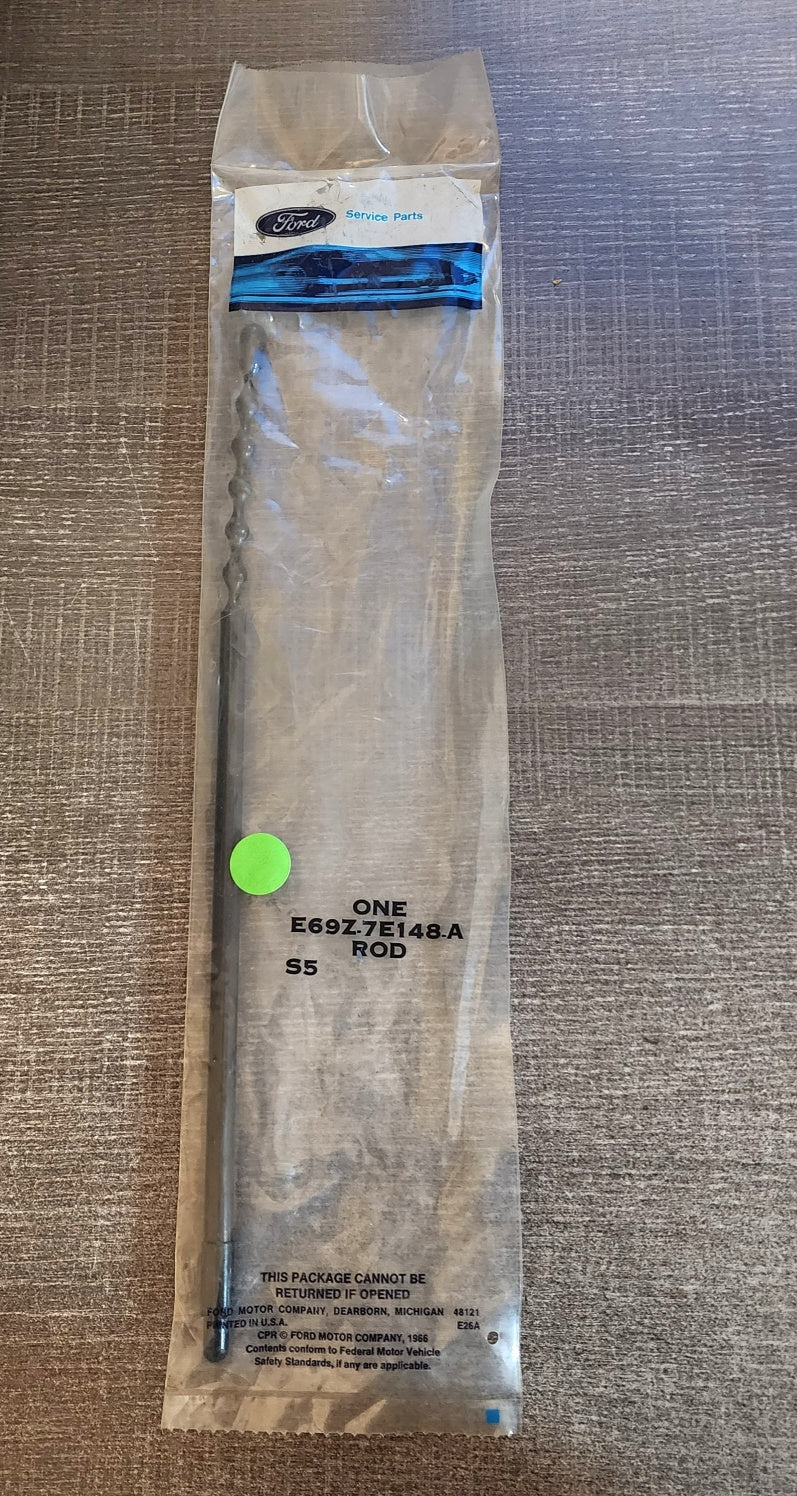 Ford
Service Parts
ONE
E69Z-7E148-A
ROD
S5
THIS PACKAGE CANNOT BE
RETURNED IF OPENED
FORD MOTOR COMPANY, DEARBORN, MICHIGAN 48121
PRINTED IN U.S.A. E26A
CPR © FORD MOTOR COMPANY, 1966
Contents conform to Federal Motor Vehicle
Safety Standards, if any are applicable.